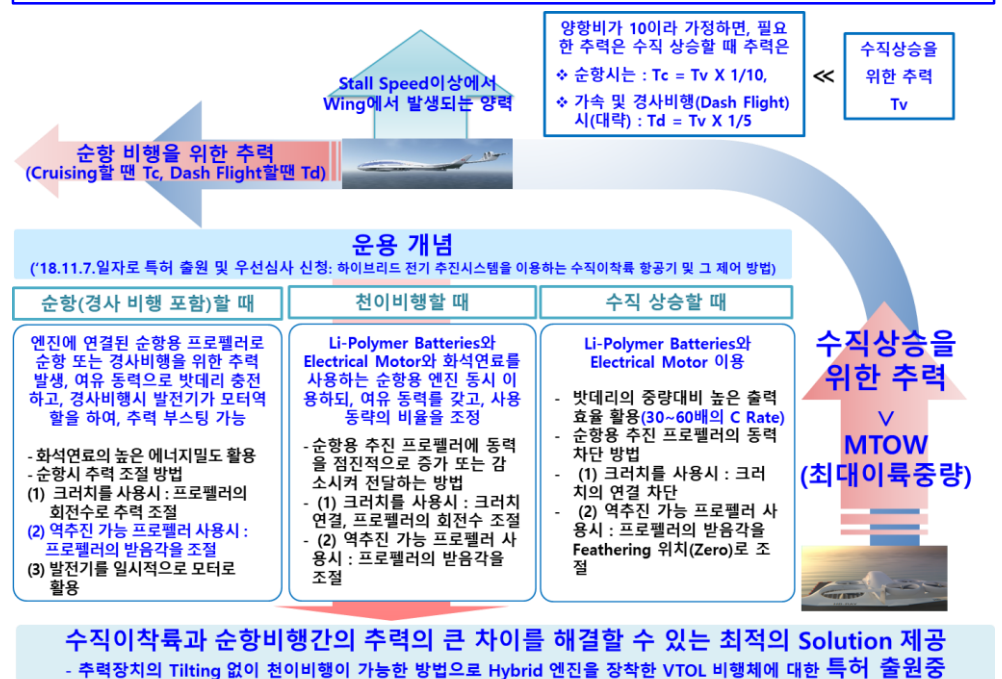 양항비가 10이라 가정하면, 필요
한 추력은 수직 상승할 때 추력은
❖ 순항시는 : Tc = Tv X 1/10,
❖ 가속 및 경사비행(Dash Flight)
시(대략) : Td = Tv X 1/5
≪
수직상승을
위한 추력
Tv
Stall Speed이상에서
Wing에서 발생되는 양력
순항 비행을 위한 추력
(Cruising할 땐 Tc, Dash Flight할땐 Td)
운용 개념
(‘18.11.7.일자로 특허 출원 및 우선심사 신청: 하이브리드 전기 추진시스템을 이용하는 수직이착륙 항공기 및 그 제어 방법)
순항(경사 비행 포함)할 때
엔진에 연결된 순항용 프로펠러로
순항 또는 경사비행을 위한 추력
발생, 여유 동력으로 밧데리 충전
하고, 경사비행시 발전기가 모터역
할을 하여, 추력 부스팅 가능
- 화석연료의 높은 에너지밀도 활용
- 순항시 추력 조절 방법
(1) 크러치를 사용시 : 프로펠러의
회전수로 추력 조절
(2) 역추진 가능 프로펠러 사용시 :
프로펠러의 받음각을 조절
(3) 발전기를 일시적으로 모터로
활용
천이비행할 때
Li-Polymer Batteries와
Electrical Motor와 화석연료를
사용하는 순항용 엔진 동시 이
용하되, 여유 동력를 갖고, 사용
동략의 비율을 조정
- 순항용 추진 프로펠러에 동력
을 점진적으로 증가 또는 감
소시켜 전달하는 방법
- (1) 크러치를 사용시 : 크러치
연결, 프로펠러의 회전수 조절
- (2) 역추진 가능 프로펠러 사
용시 : 프로펠러의 받음각을
조절
수직 상승할 때
Li-Polymer Batteries와
Electrical Motor 이용
- 밧데리의 중량대비 높은 출력
효율 활용(30~60배의 C Rate)
- 순항용 추진 프로펠러의 동력
차단 방법
- (1) 크러치를 사용시 : 크러
치의 연결 차단
- (2) 역추진 가능 프로펠러 사
용시 : 프로펠러의 받음각을
Feathering 위치(Zero)로 조
절
수직상승을
위한 추력
∨
MTOW
(최대이륙중량)
수직이착륙과 순항비행간의 추력의 큰 차이를 해결할 수 있는 최적의 Solution 제공
- 추력장치의 Tilting 없이 천이비행이 가능한 방법으로 Hybrid 엔진을 장착한 VTOL 비행체에 대한 특허 출원중